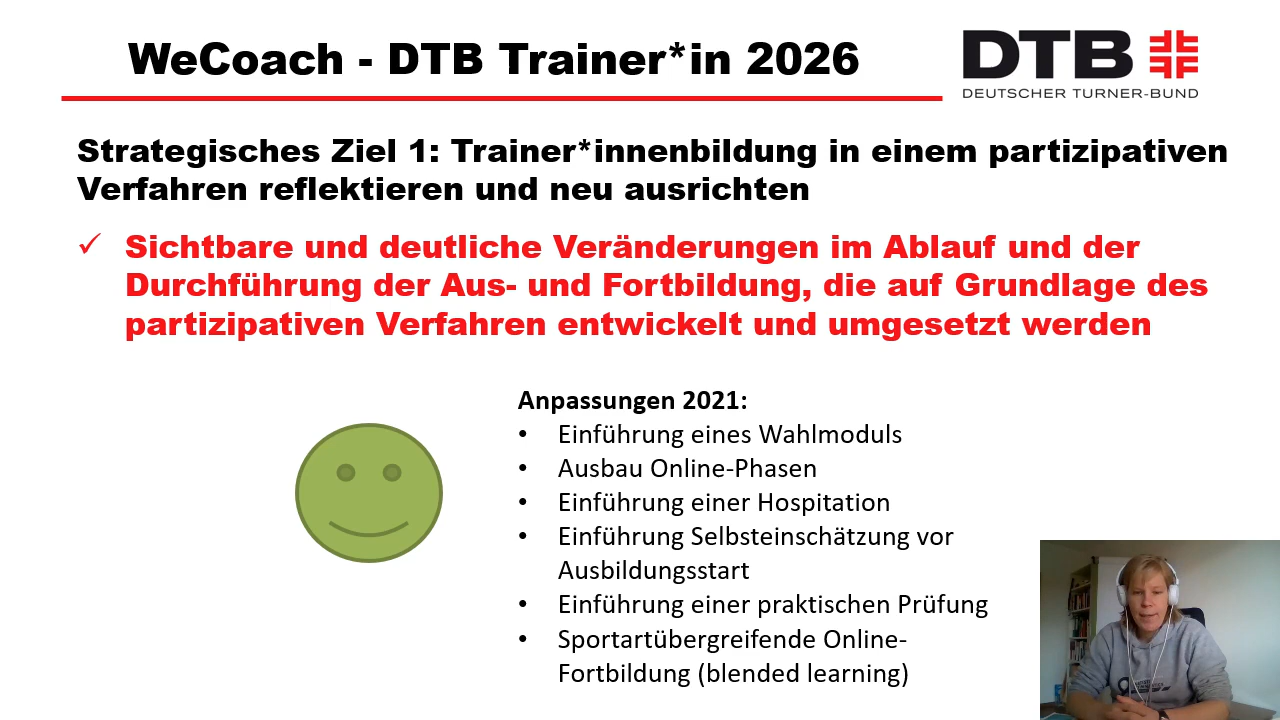 WeCoach - DTB Trainer*in 2026
DTB
DEUTSCHER TURNER-BUND
Strategisches Ziel 1: Trainer*innenbildung in einem partizipativen
Verfahren reflektieren und neu ausrichten
✓ Sichtbare und deutliche Veränderungen im Ablauf und der
Durchführung der Aus- und Fortbildung, die auf Grundlage des
partizipativen Verfahren entwickelt und umgesetzt werden
Anpassungen 2021:
• Einführung eines Wahlmoduls
• Ausbau Online-Phasen
• Einführung einer Hospitation
• Einführung Selbsteinschätzung vor
Ausbildungsstart
• Einführung einer praktischen Prüfung
• Sportartübergreifende Online-
Fortbildung (blended learning)